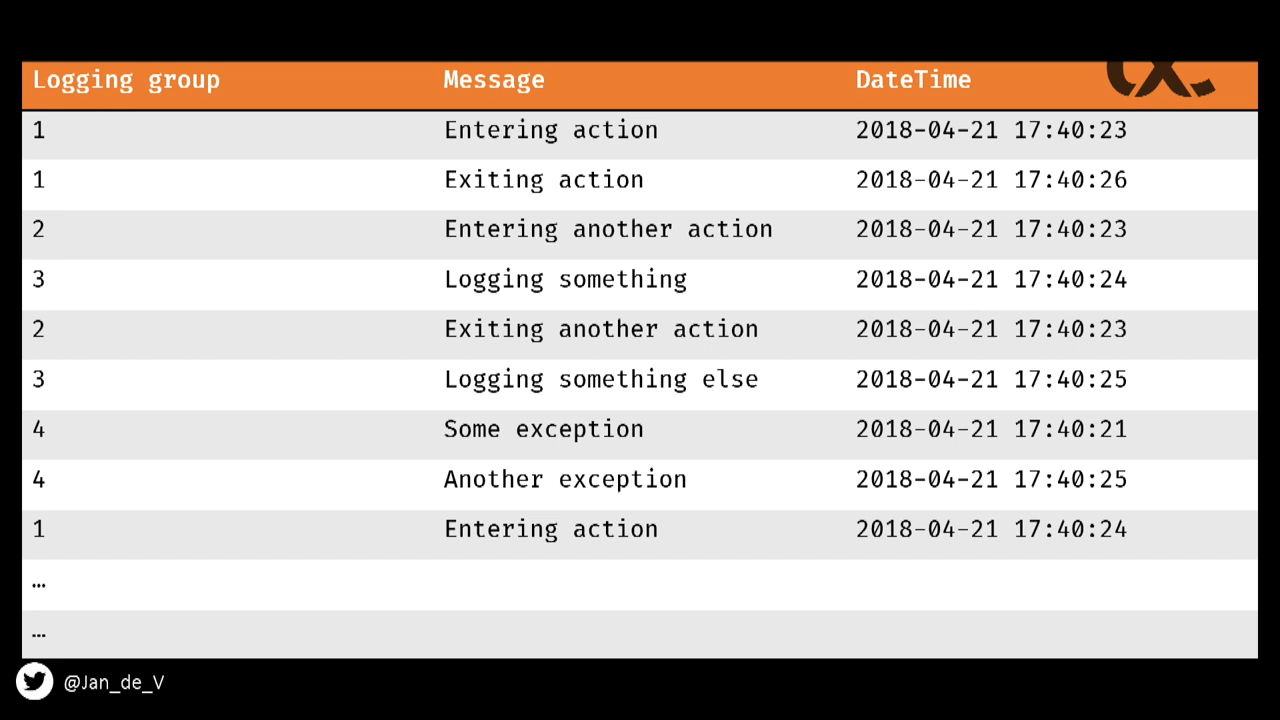 Logging group Message DateTime
1 Entering action 2018-04-21 17:40:23
1 Exiting action 2018-04-21 17:40:26
2 Entering another action 2018-04-21 17:40:23
3 Logging something 2018-04-21 17:40:24
2 Exiting another action 2018-04-21 17:40:23
3 Logging something else 2018-04-21 17:40:25
4 Some exception 2018-04-21 17:40:21
4 Another exception 2018-04-21 17:40:25
1 Entering action 2018-04-21 17:40:24
…
…
@Jan_de_V